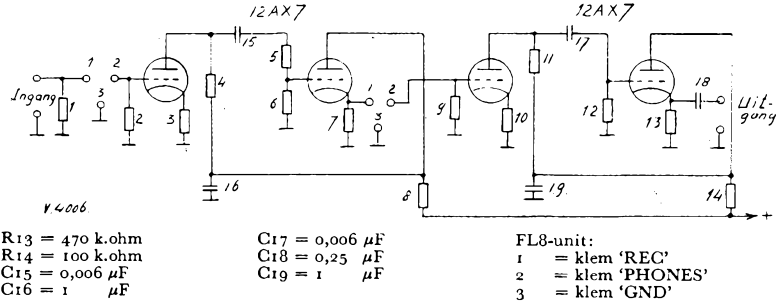 12AX7
12AX7
15
17
1
2
5
4
11
18
Ingang
3
1
2
Uit-
gang
1
2
3
6
7
3
9
10
12
13
16
8
19
14
+
V.4006
R13 = 470 k.ohm
R14 = 100 k.ohm
C15 = 0,006 µF
C16 = 1 µF
C17 = 0,006 µF
C18 = 0,25 µF
C19 = 1 µF
FL8-unit:
1 = klem 'REC'
2 = klem 'PHONES'
3 = klem 'GND'